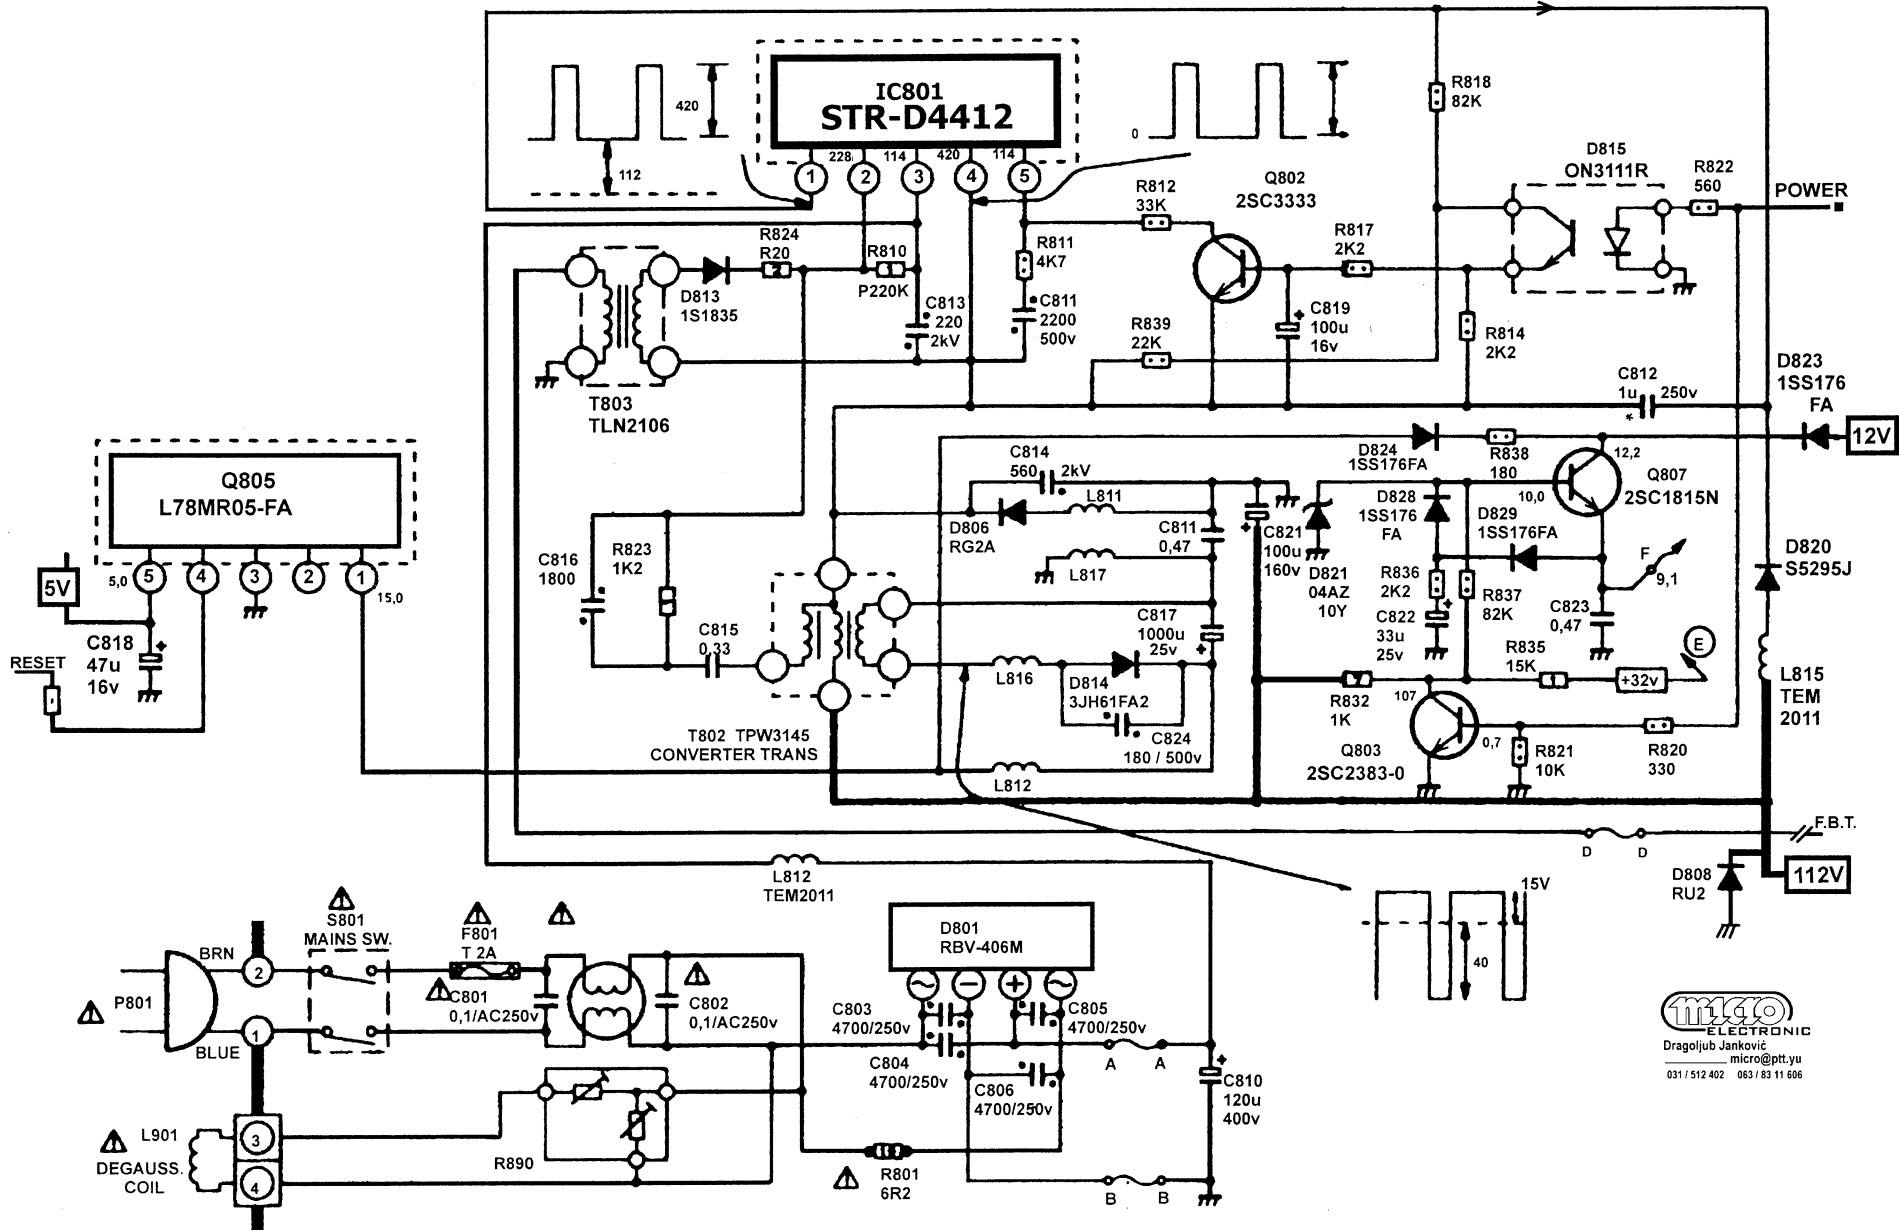 IC801
STR-D4412
420
112
0
228
114
420
114
1
2
3
4
5
R818
82K
D815
ON3111R
R822
560
POWER
R812
33K
Q802
2SC3333
R817
2K2
R824
R20
R810
P220K
R811
4K7
D813
1S1835
C813
220
2kV
C811
2200
500v
C819
100u
16v
R839
22K
R814
2K2
T803
TLN2106
C812
1u
250v
*
D823
1SS176
FA
12V
Q805
L78MR05-FA
5
4
3
2
1
5,0
15,0
5V
C818
47u
16v
RESET
C814
560
2kV
L811
D806
RG2A
C811
0,47
L817
C821
100u
160v
D824
1SS176FA
R838
180
12,2
Q807
2SC1815N
10,0
D828
1SS176
FA
D829
1SS176FA
D821
04AZ
10Y
R836
2K2
C822
33u
25v
R837
82K
C823
0,47
F
9,1
D820
S5295J
C816
1800
R823
1K2
C815
0,33
C817
1000u
25v
L816
D814
3JH61FA2
C824
180 / 500v
T802 TPW3145
CONVERTER TRANS
L812
R835
15K
+32v
E
R832
1K
107
Q803
2SC2383-0
0,7
R821
10K
R820
330
L815
TEM
2011
F.B.T.
D
D
L812
TEM2011
D808
RU2
112V
15V
40
S801
MAINS SW.
F801
T 2A
BRN
2
P801
BLUE
1
C801
0,1/AC250v
C802
0,1/AC250v
D801
RBV-406M
~
−
+
~
C803
4700/250v
C805
4700/250v
C804
4700/250v
C806
4700/250v
A
A
C810
120u
400v
L901
3
DEGAUSS.
COIL
4
R890
R801
6R2
B
B
micro
ELECTRONIC
Dragoljub Janković
micro@ptt.yu
031 / 512 402 063 / 83 11 606